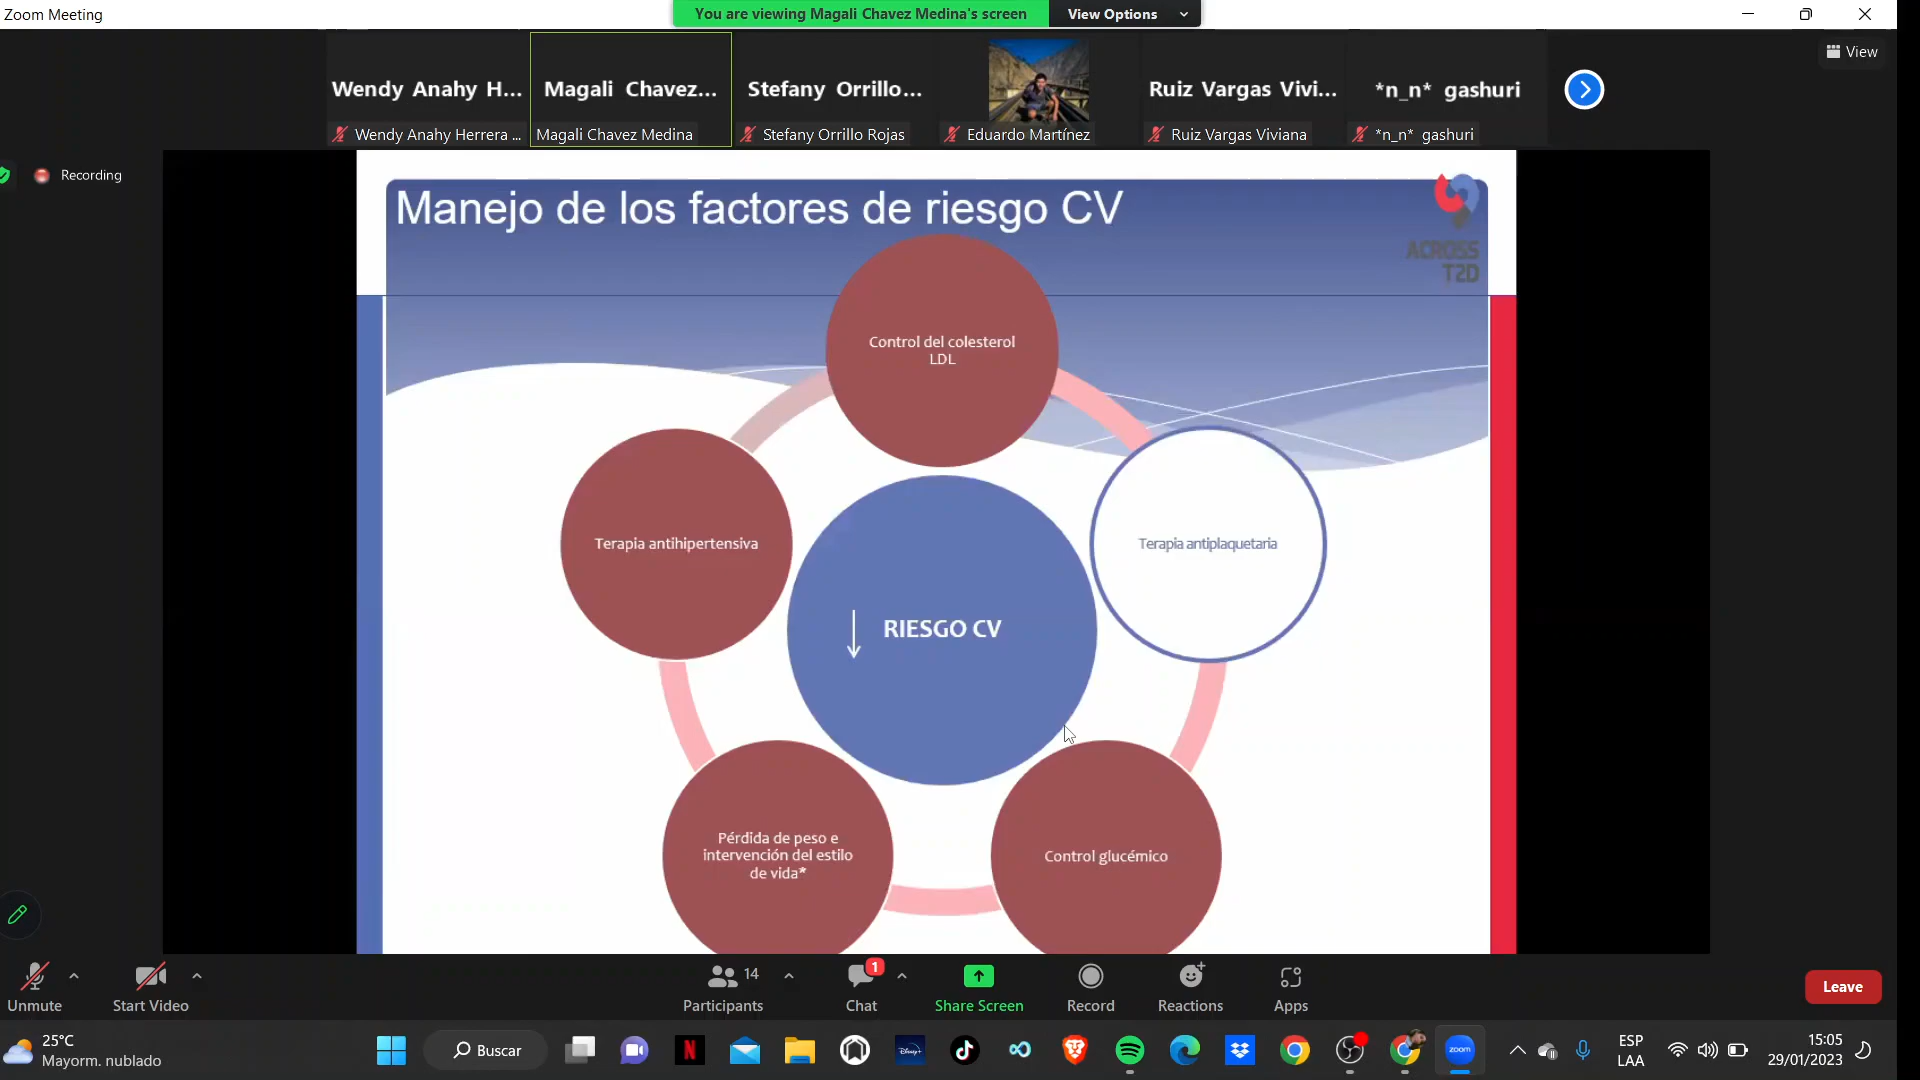 Zoom Meeting
You are viewing Magali Chavez Medina's screen
View Options
View
Wendy Anahy H...
Magali Chavez...
Stefany Orrillo...
Ruiz Vargas Vivi...
*n_n* gashuri
Wendy Anahy Herrera ...
Magali Chavez Medina
Stefany Orrillo Rojas
Eduardo Martínez
Ruiz Vargas Viviana
*n_n* gashuri
Recording
Manejo de los factores de riesgo CV
ACROSS
T2D
Control del colesterol
LDL
Terapia antihipertensiva
Terapia antiplaquetaria
RIESGO CV
Pérdida de peso e
intervención del estilo
de vida*
Control glucémico
Unmute
Start Video
14
Participants
1
Chat
Share Screen
Record
Reactions
Apps
Leave
25°C
Mayorm. nublado
Buscar
N
Disney+
zoom
ESP
LAA
15:05
29/01/2023